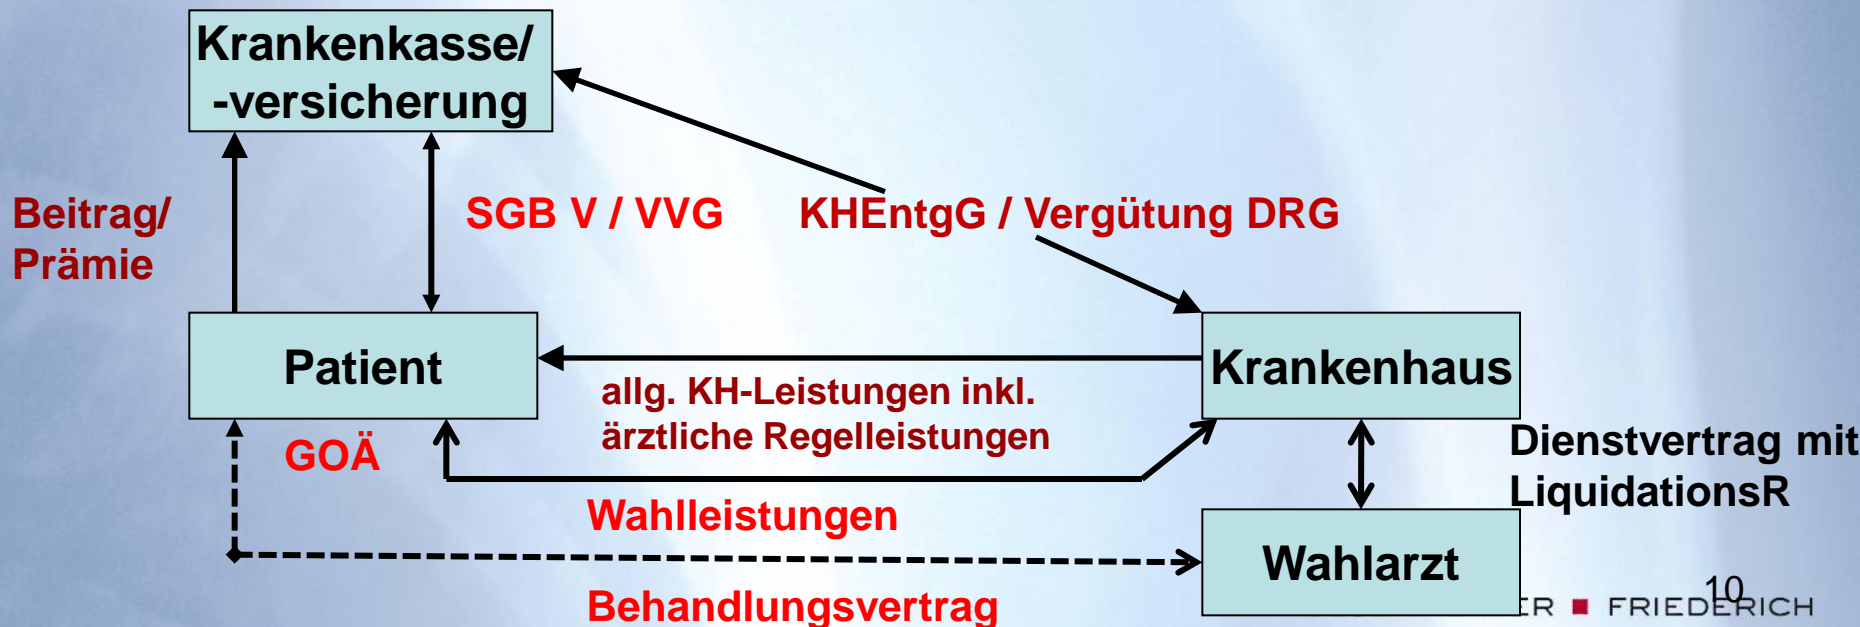 Krankenkasse/
-versicherung
Beitrag/
Prämie
SGB V / VVG
KHEntgG / Vergütung DRG
Patient
Krankenhaus
allg. KH-Leistungen inkl.
ärztliche Regelleistungen
GOÄ
Dienstvertrag mit
LiquidationsR
Wahlleistungen
Wahlarzt
Behandlungsvertrag
10
ER ■ FRIEDERICH